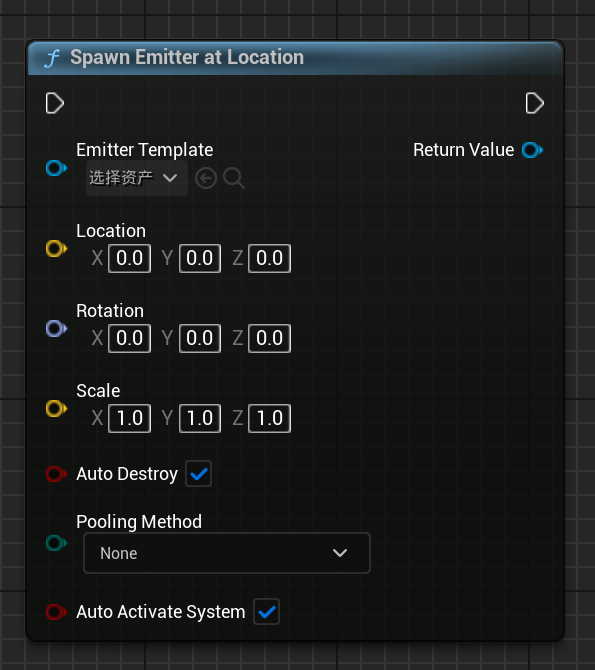 f Spawn Emitter at Location
Emitter Template
Return Value
选择资产
Location
X 0.0 Y 0.0 Z 0.0
Rotation
X 0.0 Y 0.0 Z 0.0
Scale
X 1.0 Y 1.0 Z 1.0
Auto Destroy
Pooling Method
None
Auto Activate System